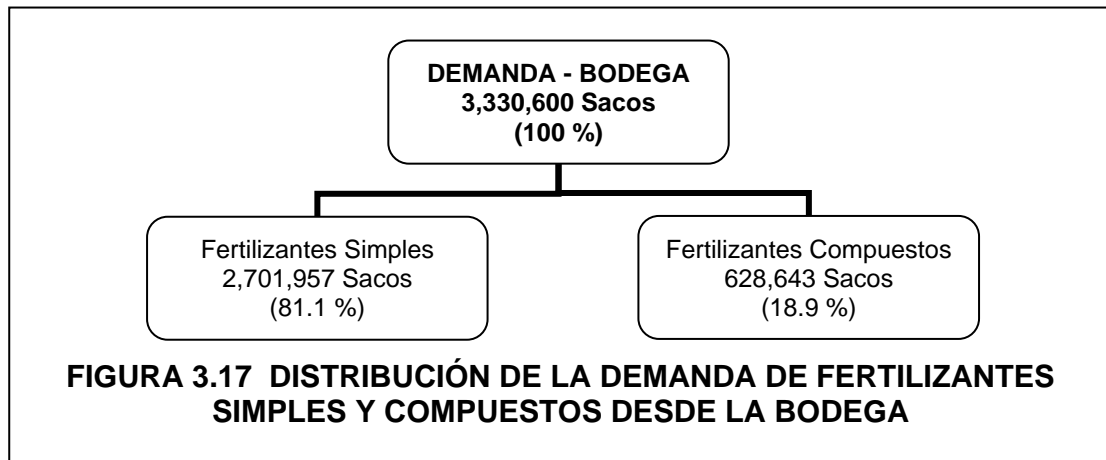 DEMANDA - BODEGA
3,330,600 Sacos
(100 %)
Fertilizantes Simples
2,701,957 Sacos
(81.1 %)
Fertilizantes Compuestos
628,643 Sacos
(18.9 %)
FIGURA 3.17 DISTRIBUCIÓN DE LA DEMANDA DE FERTILIZANTES
SIMPLES Y COMPUESTOS DESDE LA BODEGA